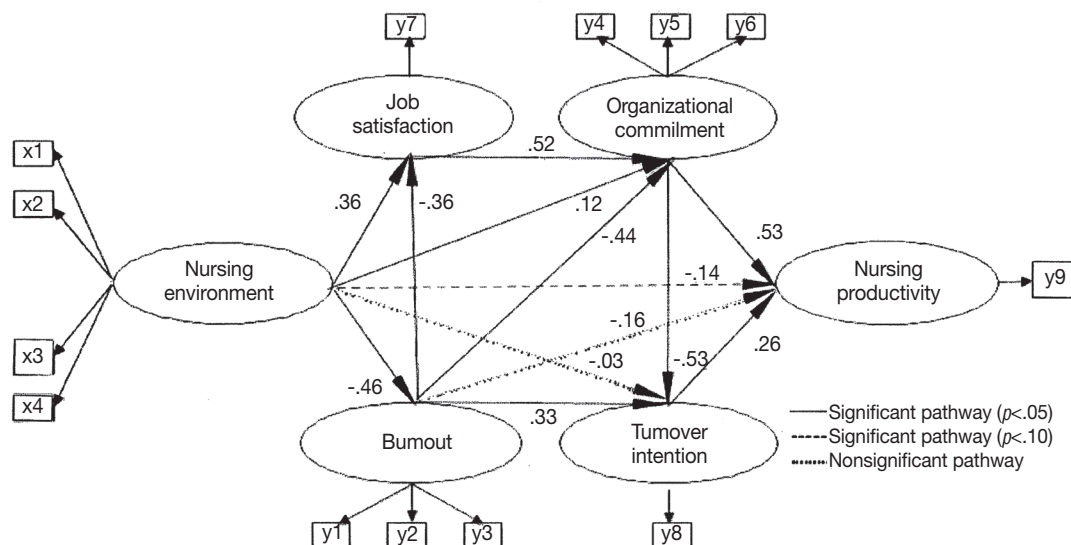 y7
y4
y5
y6
Job
satisfaction
Organizational
commilment
x1
.52
x2
.36
-.36
.12
-.44
.53
Nursing
environment
-.14
Nursing
productivity
y9
-.16
x3
-.03
-.53
.26
-.46
x4
.33
Bumout
Tumover
intention
Significant pathway (p<.05)
Significant pathway (p<.10)
Nonsignificant pathway
y1
y2
y3
y8